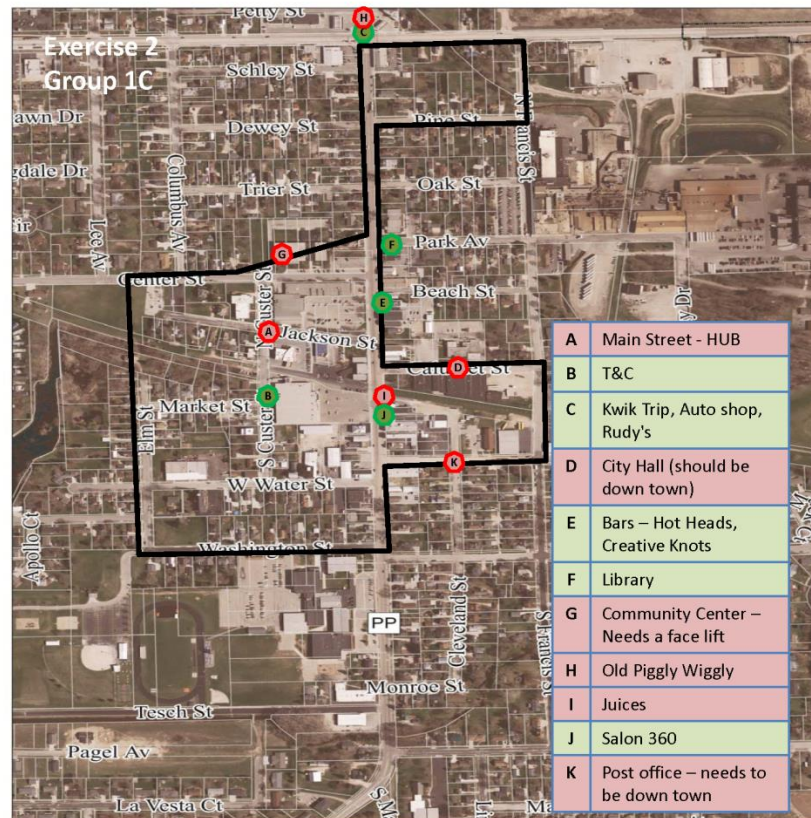 Petty St
H
C
Exercise 2
Group 1C
Schley St
N Francis St
Dewey St
Pine St
Trier St
Oak St
Columbus Av
Lee Av
F
Park Av
G
Center St
N Custer St
Beach St
E
A
Jackson St
D
B
I
Market St
J
Elm St
S Custer
K
W Water St
Apollo Ct
Washington St
Cleveland St
S Francis St
PP
Monroe St
Tesch St
Pagel Av
La Vesta Ct
A Main Street - HUB
B T&C
C Kwik Trip, Auto shop,
Rudy's
D City Hall (should be
down town)
E Bars – Hot Heads,
Creative Knots
F Library
G Community Center –
Needs a face lift
H Old Piggly Wiggly
I Juices
J Salon 360
K Post office – needs to
be down town